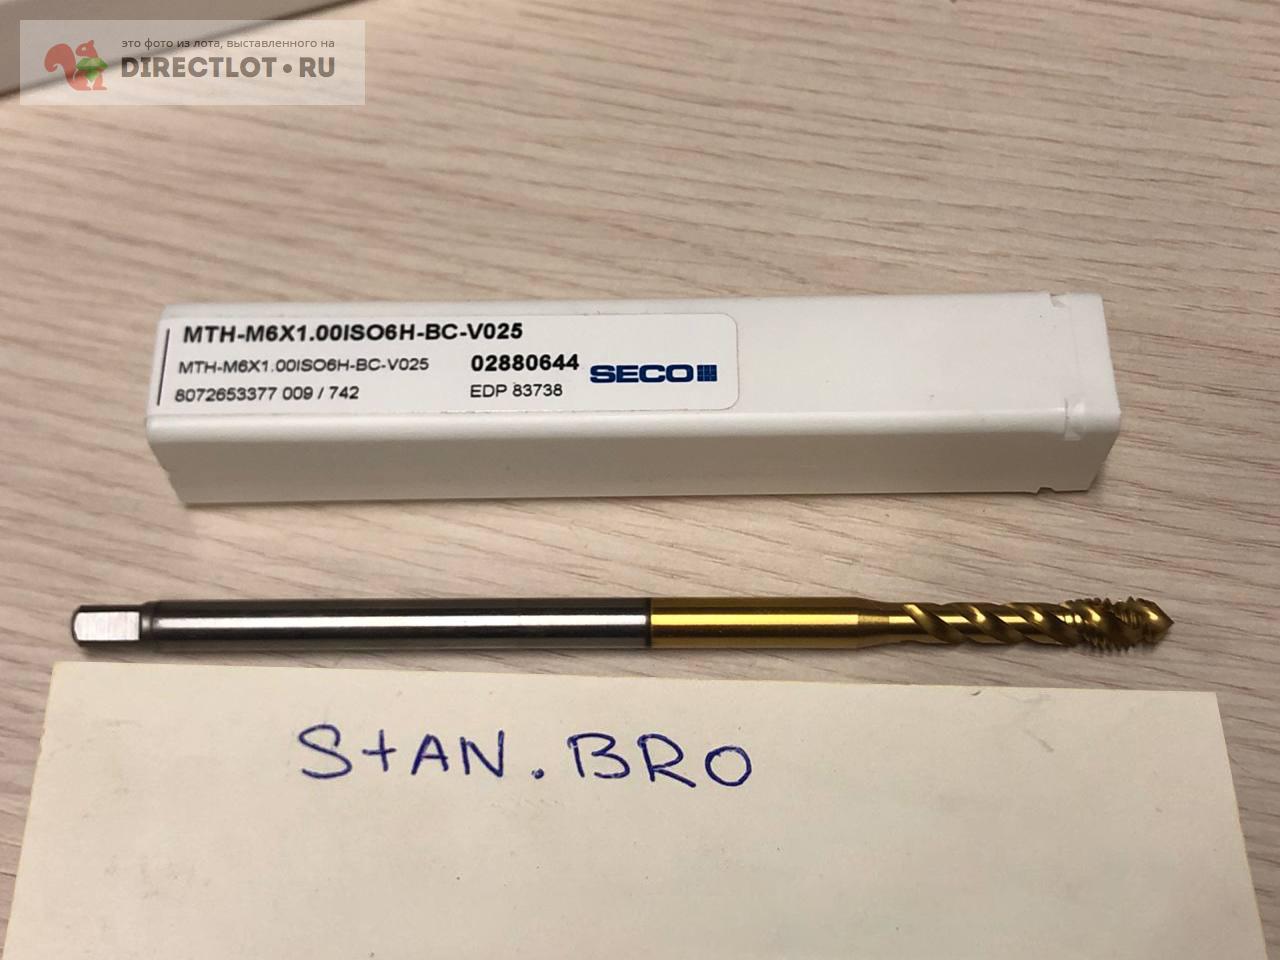 это фото из лота, выставленного на
DIRECTLOT•RU
MTH-M6X1.00ISO6H-BC-V025
MTH-M6X1.00ISO6H-BC-V025
02880644
8072653377 009 / 742
EDP 83738
SECO
StAN.BRO